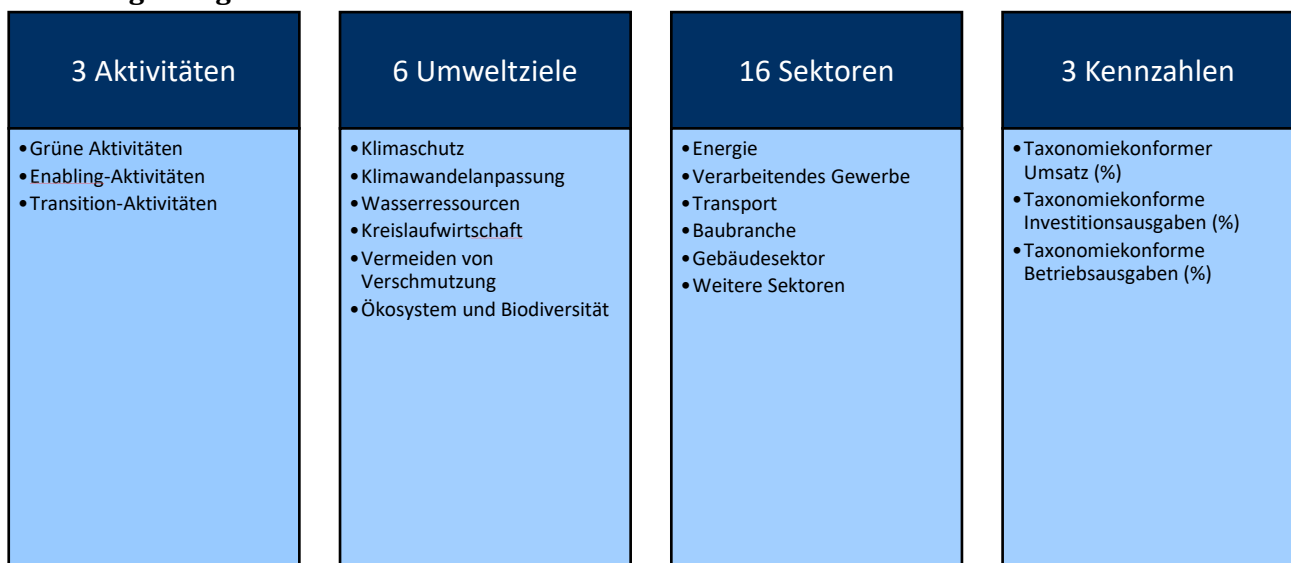 3 Aktivitäten
•Grüne Aktivitäten
•Enabling-Aktivitäten
•Transition-Aktivitäten
6 Umweltziele
•Klimaschutz
•Klimawandelanpassung
•Wasserressourcen
•Kreislaufwirtschaft
•Vermeiden von
Verschmutzung
•Ökosystem und Biodiversität
16 Sektoren
•Energie
•Verarbeitendes Gewerbe
•Transport
•Baubranche
•Gebäudesektor
•Weitere Sektoren
3 Kennzahlen
•Taxonomiekonformer
Umsatz (%)
•Taxonomiekonforme
Investitionsausgaben (%)
•Taxonomiekonforme
Betriebsausgaben (%)